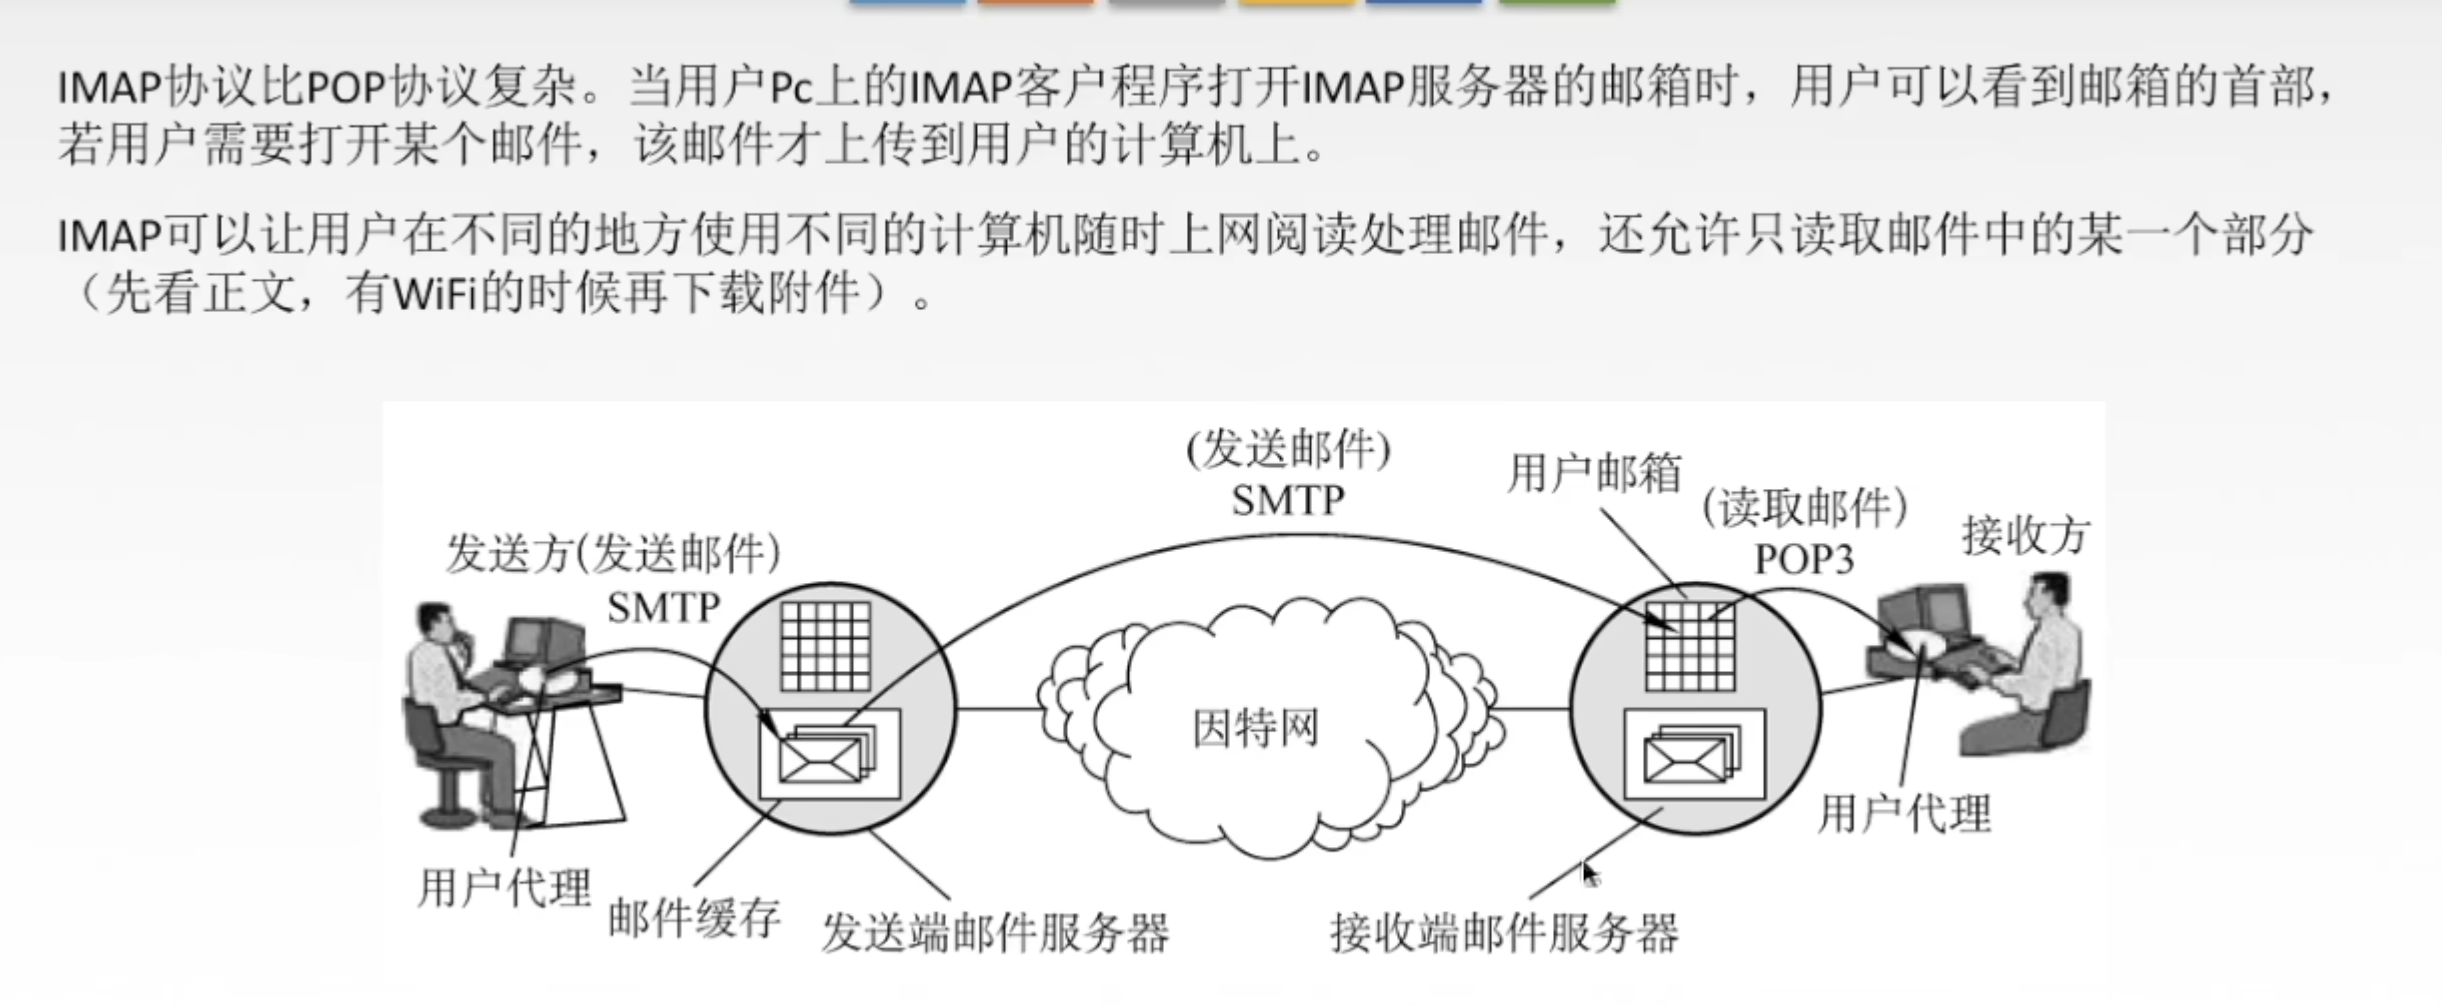 IMAP协议比POP协议复杂。当用户Pc上的IMAP客户程序打开IMAP服务器的邮箱时，用户可以看到邮箱的首部，
若用户需要打开某个邮件，该邮件才上传到用户的计算机上。
IMAP可以让用户在不同的地方使用不同的计算机随时上网阅读处理邮件，还允许只读取邮件中的某一个部分
（先看正文，有WiFi的时候再下载附件）。
(发送邮件)
SMTP
用户邮箱
(读取邮件)
POP3
接收方
发送方(发送邮件)
SMTP
因特网
用户代理
用户代理
邮件缓存
发送端邮件服务器
接收端邮件服务器